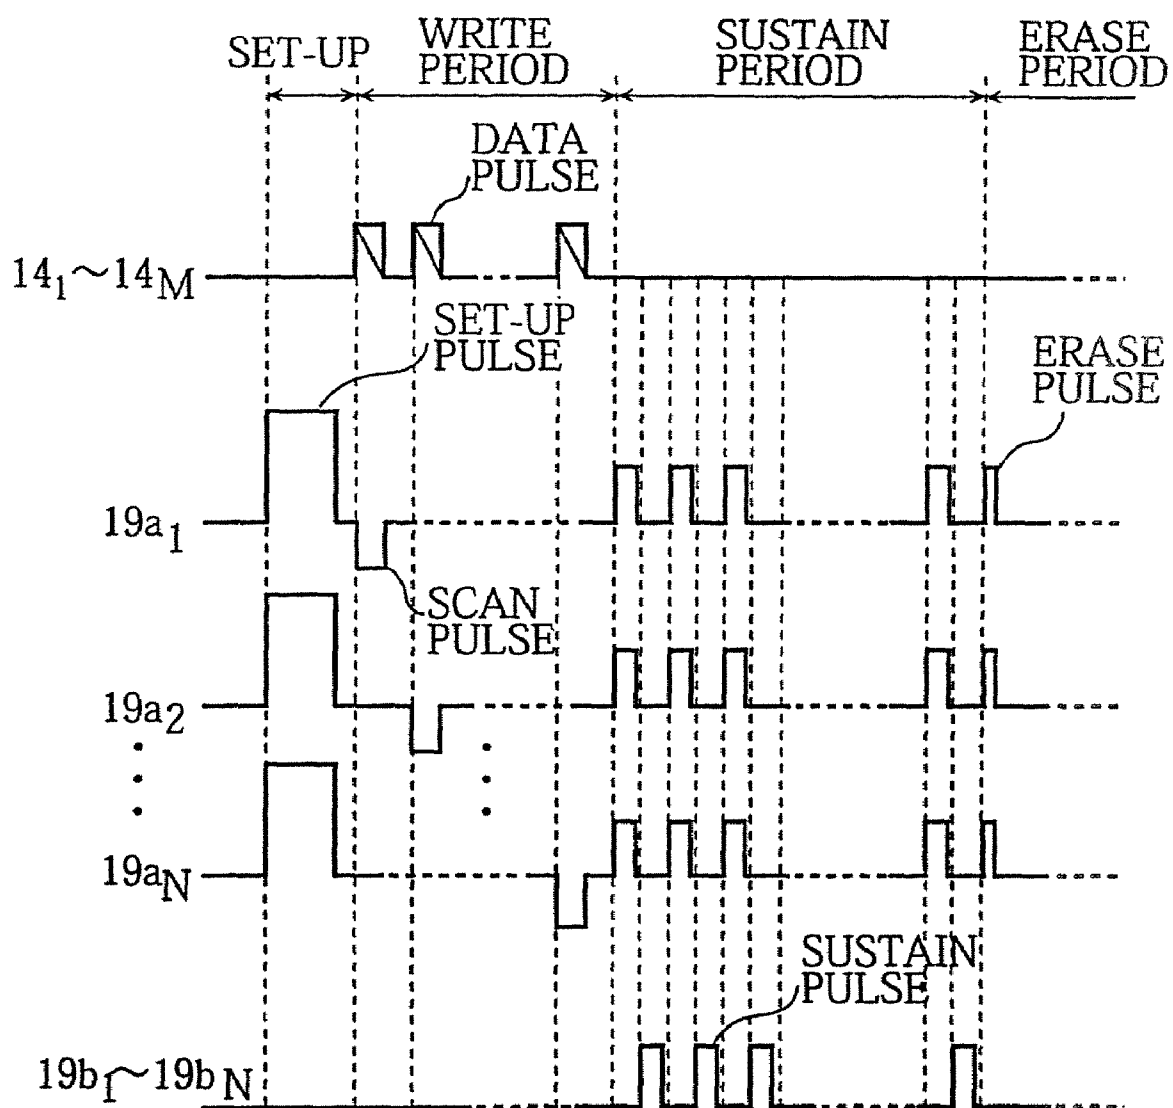 SET-UP
WRITE
PERIOD
SUSTAIN
PERIOD
ERASE
PERIOD
DATA
PULSE
14₁~14M
SET-UP
PULSE
ERASE
PULSE
19a₁
SCAN
PULSE
19a₂
19aN
SUSTAIN
PULSE
19b₁~19bN